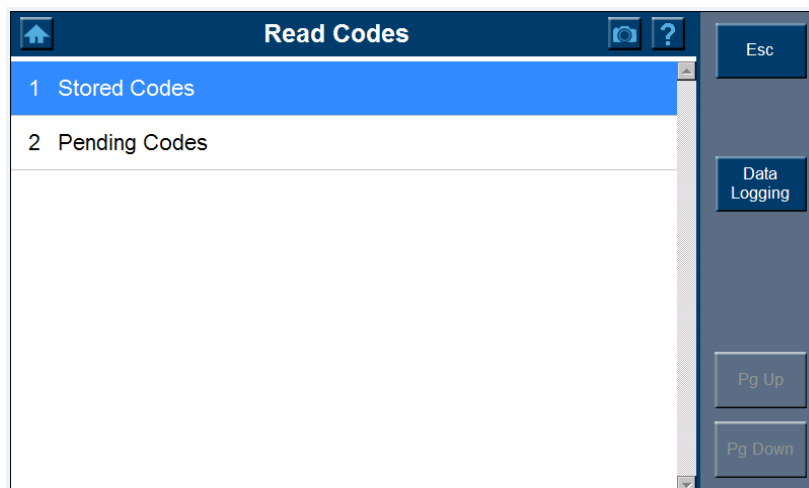 Read Codes
?
Esc
1 Stored Codes
2 Pending Codes
Data
Logging
Pg Up
Pg Down